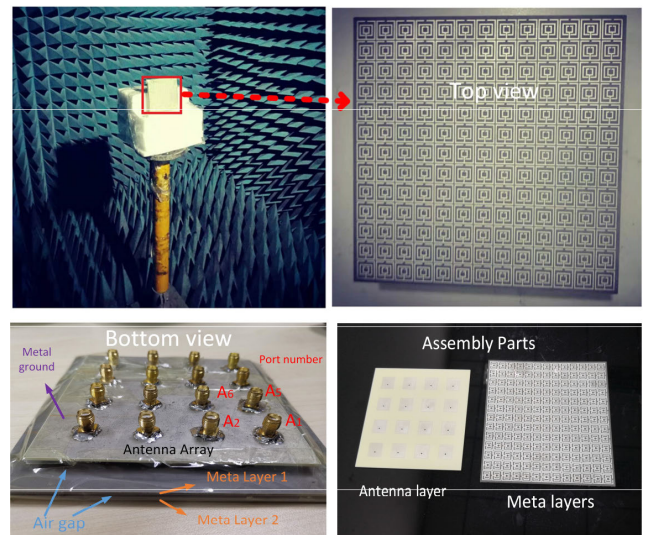 Top view
Bottom view
Metal
ground
Port number
A6
A5
A2
A1
Antenna Array
Meta Layer 1
Air gap
Meta Layer 2
Assembly Parts
Antenna layer
Meta layers